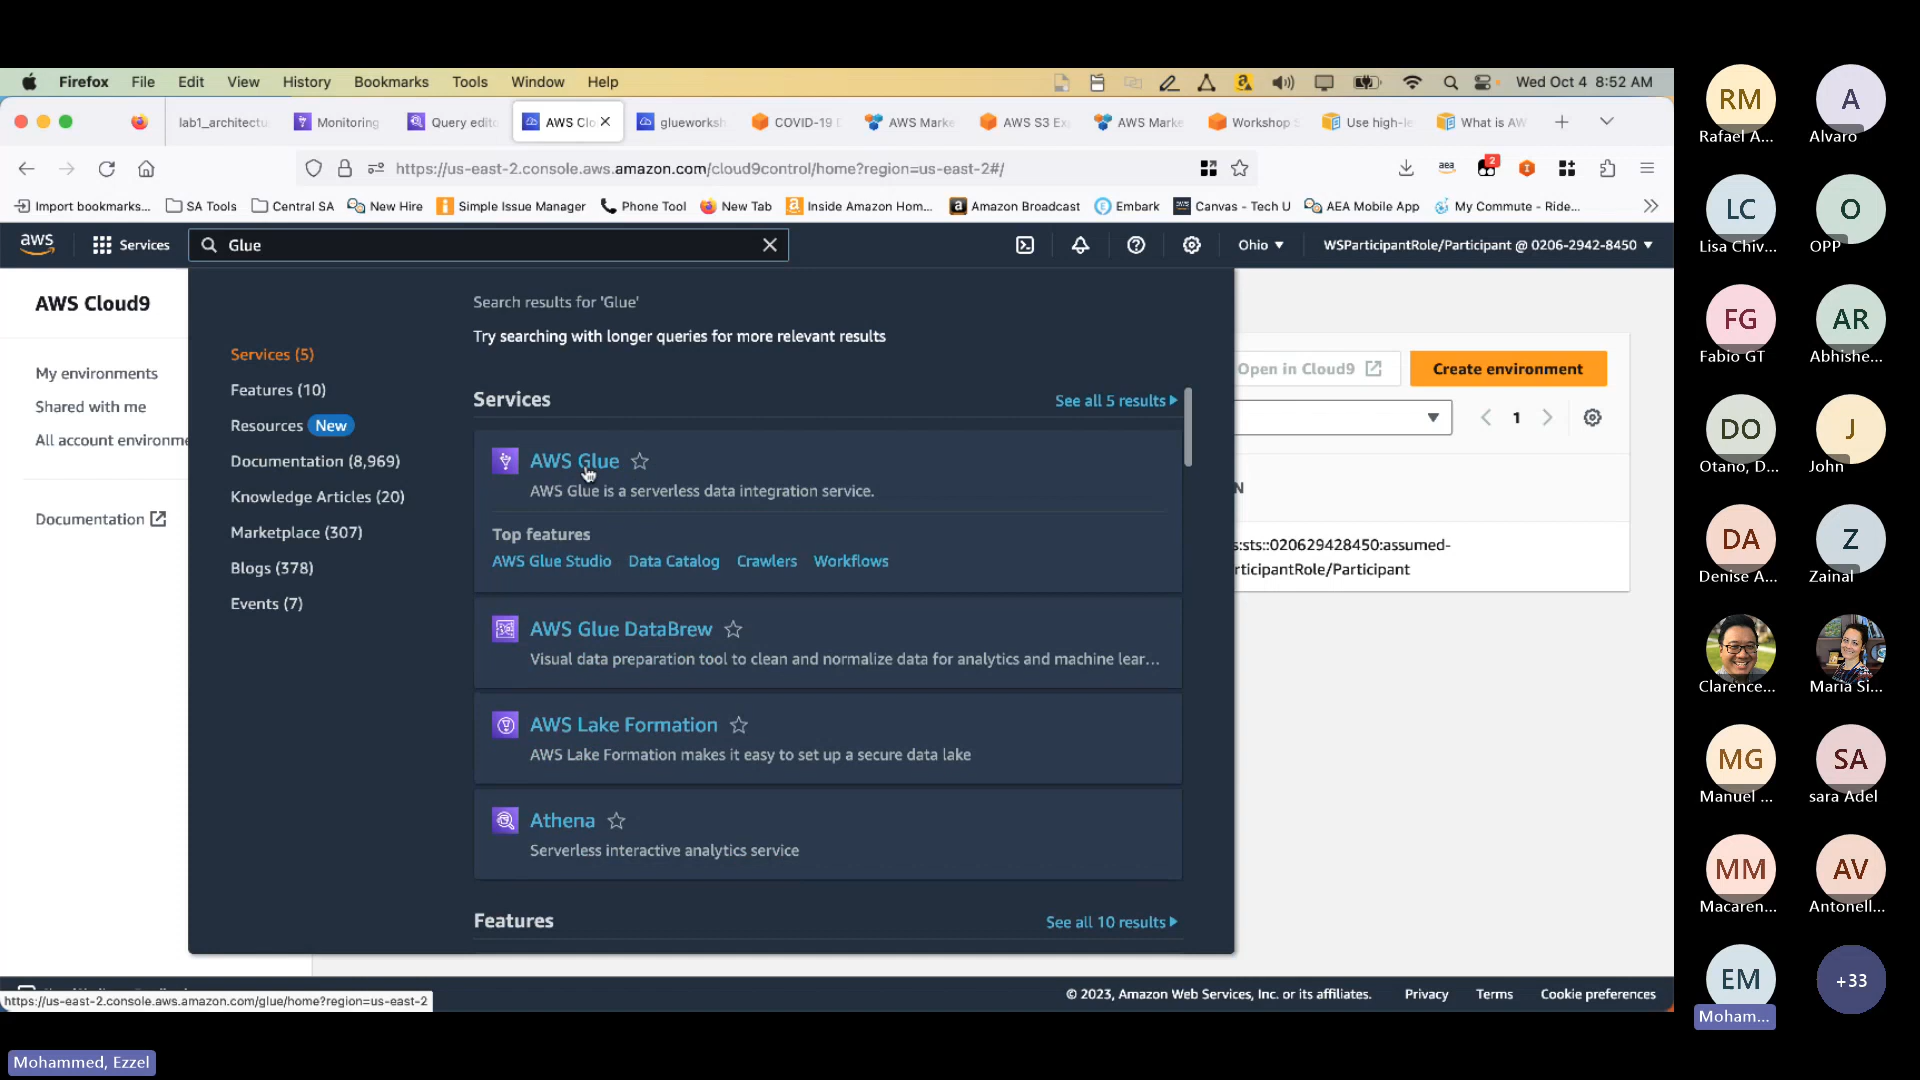 Firefox File Edit View History Bookmarks Tools Window Help Wed Oct 4 8:52 AM
lab1_architectu Monitoring Query edito AWS Clo gluewroksh COVID-19 D AWS Marke AWS S3 Ex AWS Marke Workshop S Use high-le What is AW
https://us-east-2.console.aws.amazon.com/cloud9control/home?region=us-east-2#/
aea 2
Import bookmarks... SA Tools Central SA New Hire Simple Issue Manager Phone Tool New Tab Inside Amazon Hom... Amazon Broadcast Embark Canvas - Tech U AEA Mobile App My Commute - Ride...
aws Services Glue Ohio WSParticipantRole/Participant @ 0206-2942-8450
AWS Cloud9
My environments
Shared with me
All account environme
Documentation
Services (5)
Features (10)
Resources New
Documentation (8,969)
Knowledge Articles (20)
Marketplace (307)
Blogs (378)
Events (7)
Search results for 'Glue'
Try searching with longer queries for more relevant results
Services See all 5 results
AWS Glue
AWS Glue is a serverless data integration service.
Top features
AWS Glue Studio Data Catalog Crawlers Workflows
AWS Glue DataBrew
Visual data preparation tool to clean and normalize data for analytics and machine lear...
AWS Lake Formation
AWS Lake Formation makes it easy to set up a secure data lake
Athena
Serverless interactive analytics service
Features See all 10 results
Open in Cloud9 Create environment
1
N
s:sts::020629428450:assumed-
rticipantRole/Participant
https://us-east-2.console.aws.amazon.com/glue/home?region=us-east-2
© 2023, Amazon Web Services, Inc. or its affiliates. Privacy Terms Cookie preferences
RM A
Rafael A... Alvaro
LC O
Lisa Chiv... OPP
FG AR
Fabio GT Abhishe...
DO J
Otano, D... John
DA Z
Denise A... Zainal
Clarence... Maria Si...
MG SA
Manuel ... sara Adel
MM AV
Macaren... Antonell...
EM +33
Moham...
Mohammed, Ezzel